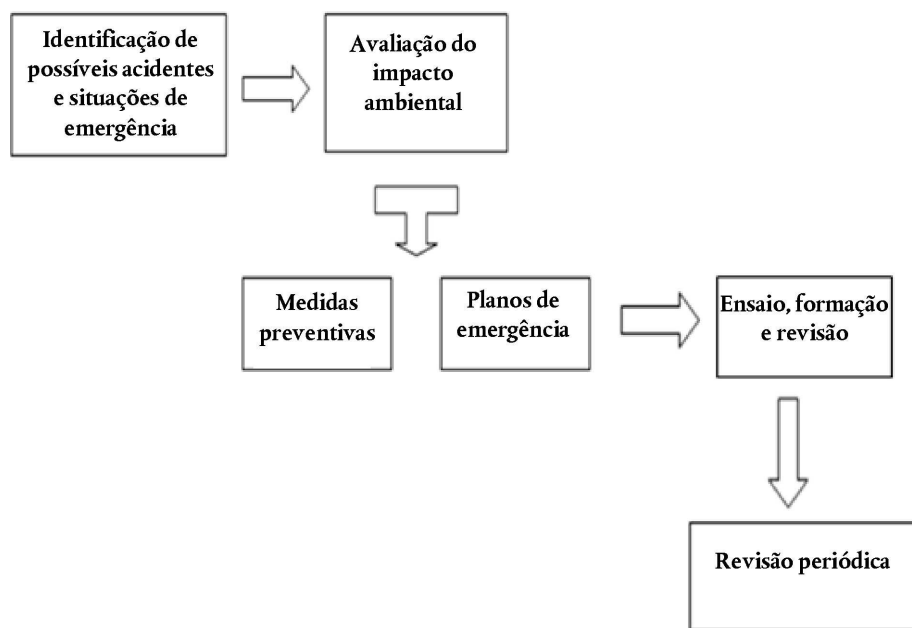 Identificação de
possíveis acidentes
e situações de
emergência
Avaliação do
impacto
ambiental
Medidas
preventivas
Planos de
emergência
Ensaio, formação
e revisão
Revisão periódica